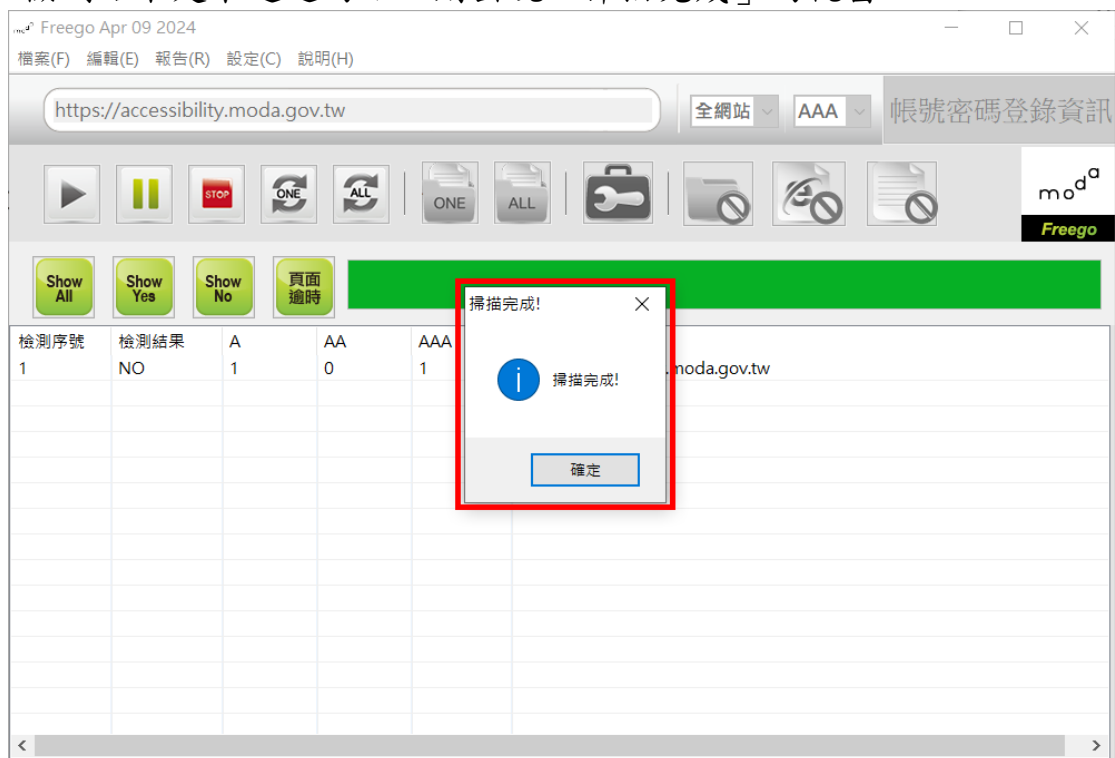 Freego Apr 09 2024
檔案(F) 編輯(E) 報告(R) 設定(C) 說明(H)
https://accessibility.moda.gov.tw 全網站 AAA 帳號密碼登錄資訊
STOP ONE ALL ONE ALL moda
Freego
Show All Show Yes Show No 頁面逾時
掃描完成!
檢測序號 檢測結果 A AA AAA
1 NO 1 0 1 .moda.gov.tw
掃描完成!
確定